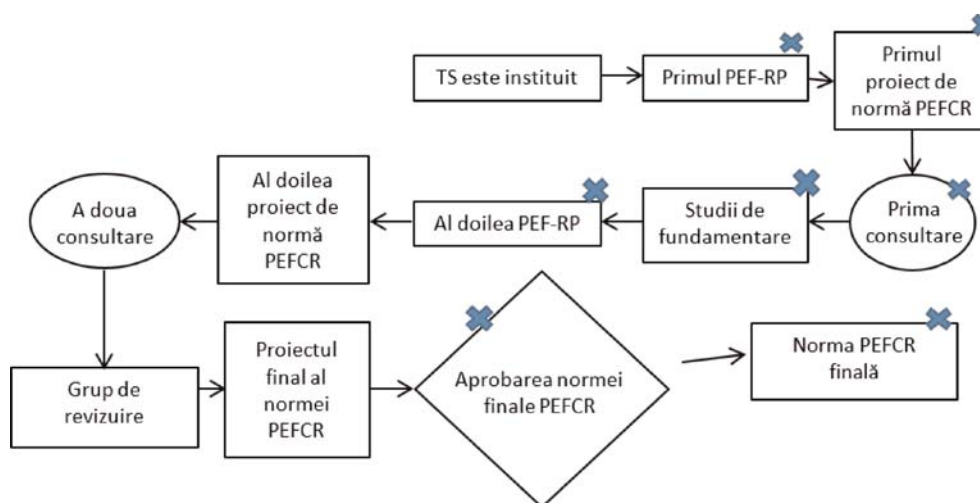 TS este instituit
Primul PEF-RP
Primul
proiect de
normă PEFCR
Prima
consultare
Studii de
fundamentare
Al doilea PEF-RP
Al doilea
proiect de
normă
PEFCR
A doua
consultare
Grup de
revizuire
Proiectul
final al
normei
PEFCR
Aprobarea normei
finale PEFCR
Norma PEFCR
finală